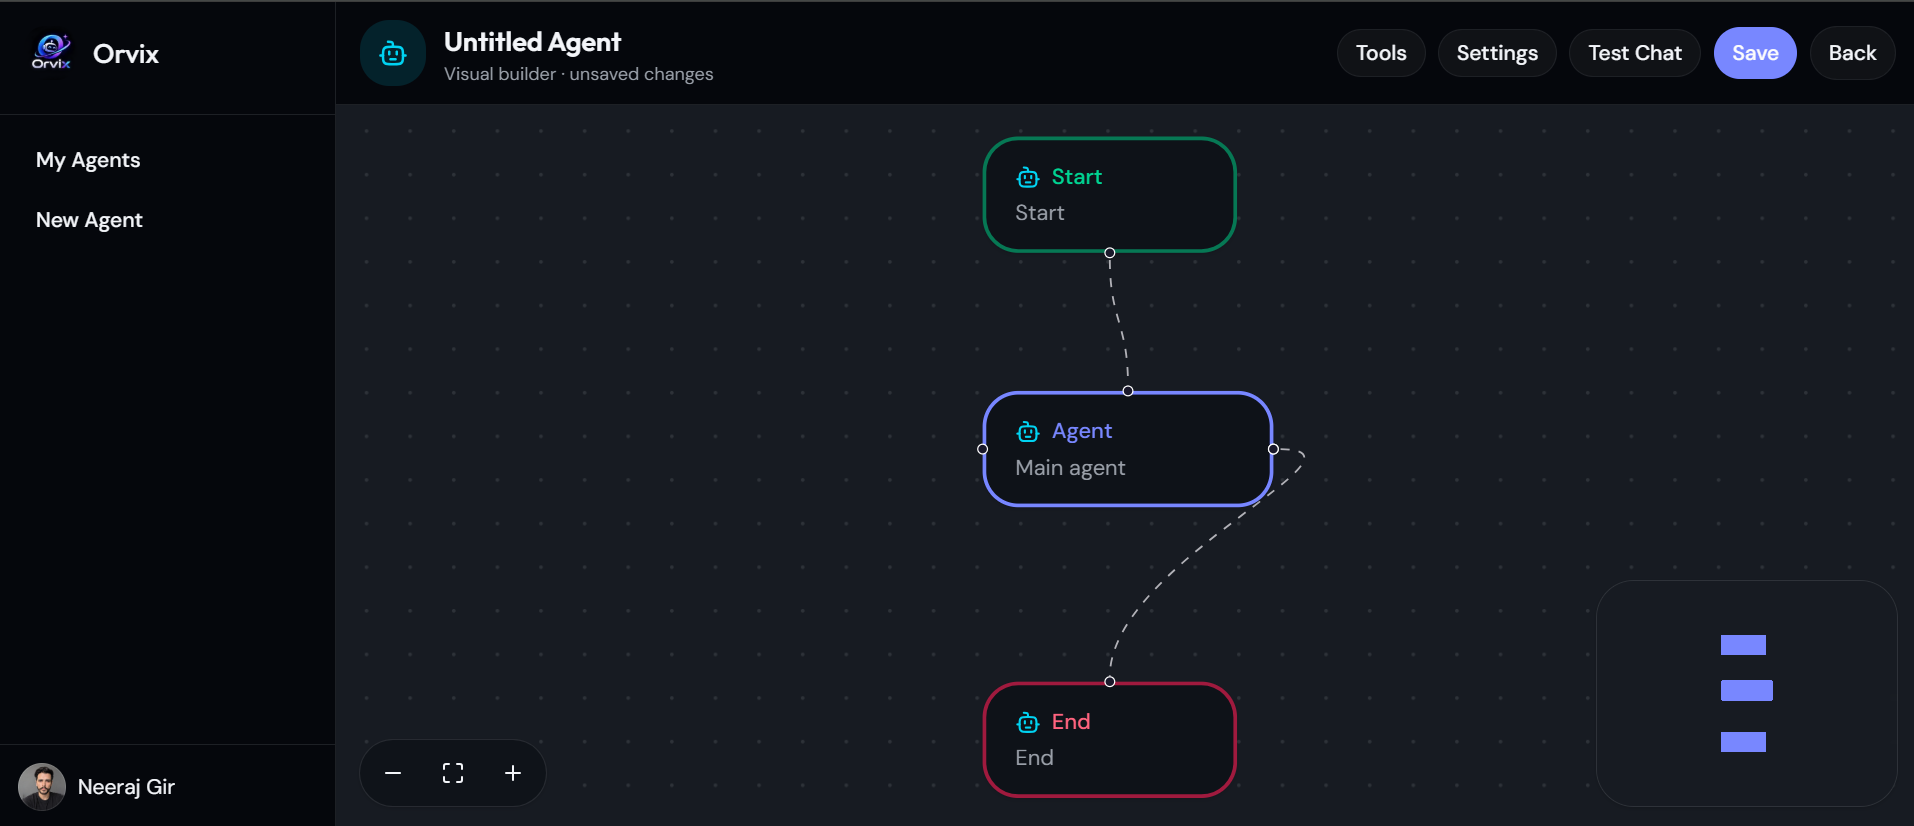 Orvix
Orvix
My Agents
New Agent
Neeraj Gir
Untitled Agent
Visual builder · unsaved changes
Tools
Settings
Test Chat
Save
Back
Start
Start
Agent
Main agent
End
End